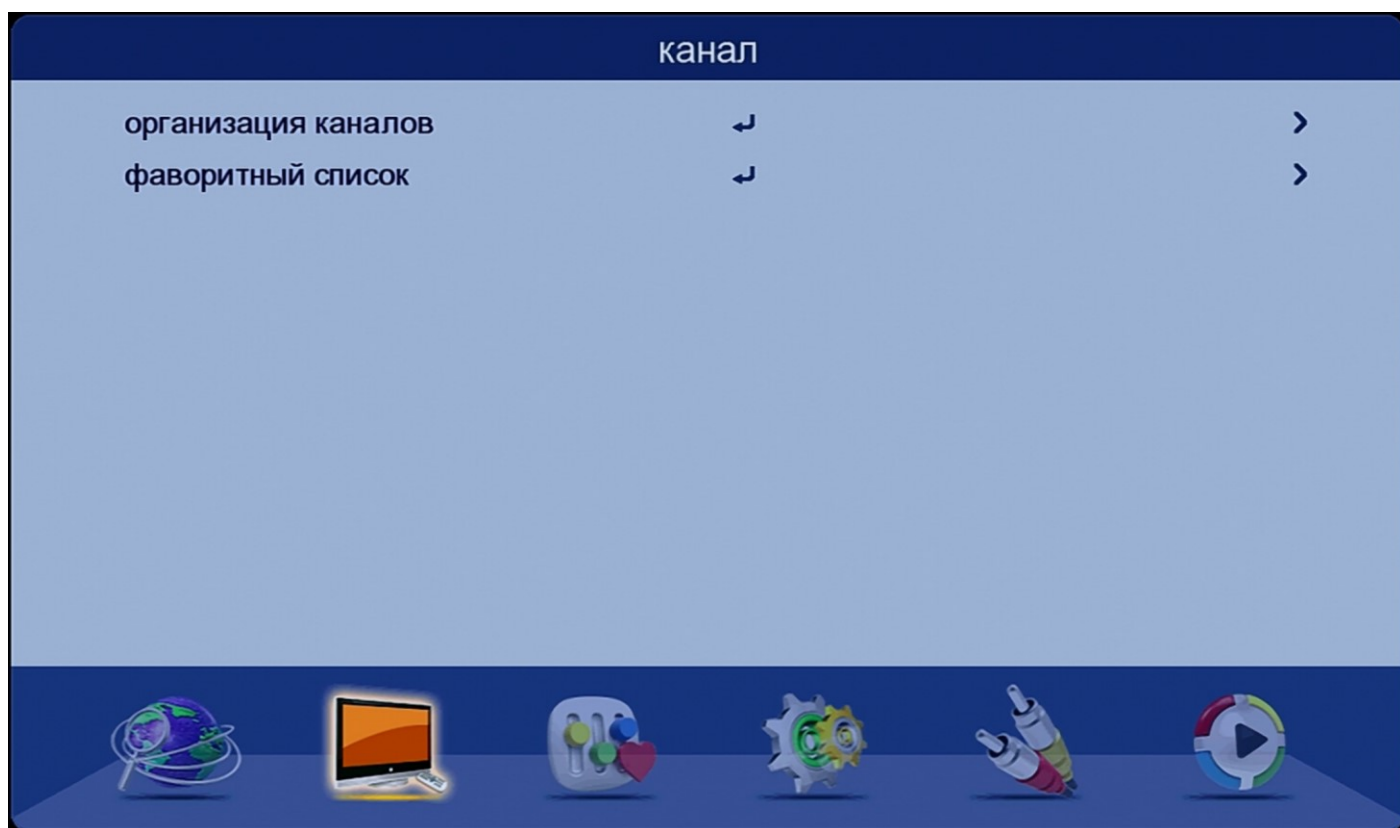 канал
организация каналов
фаворитный список